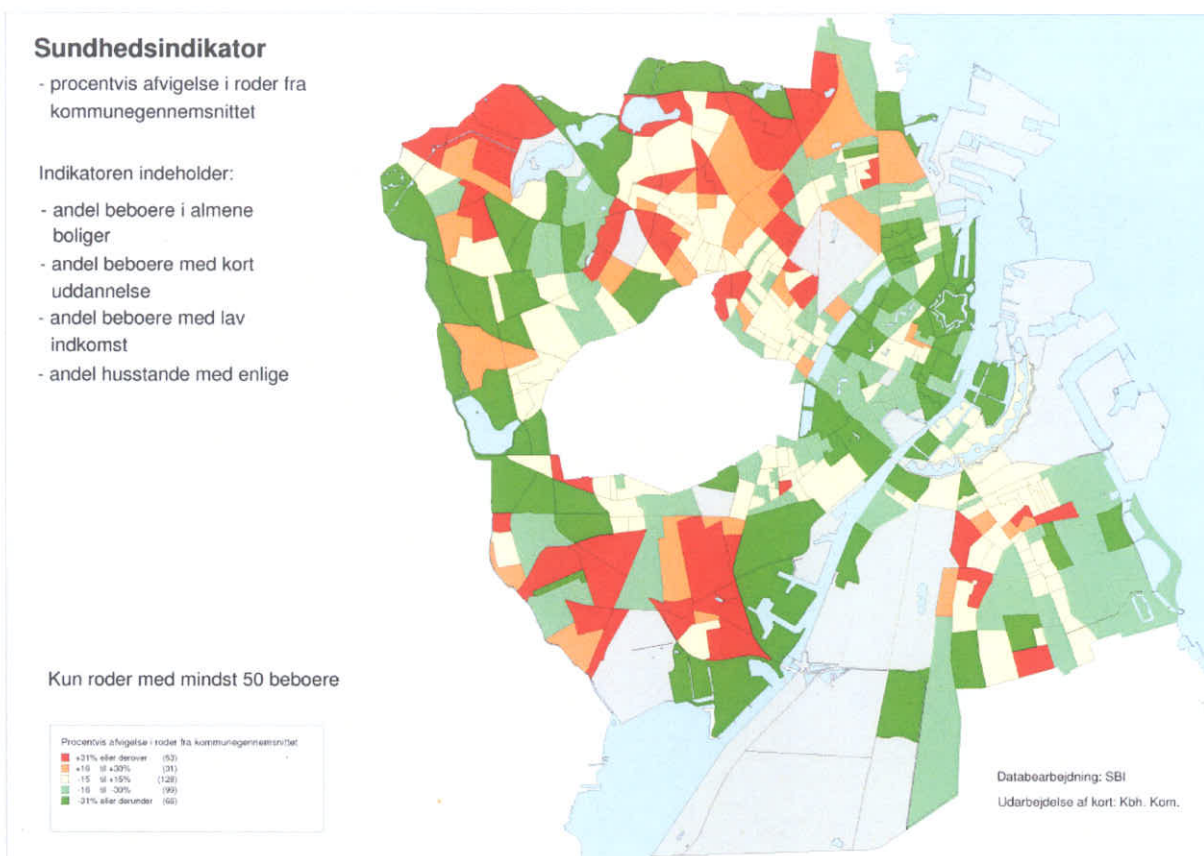 Sundhedsindikator
- procentvis afvigelse i roder fra
kommunegennemsnittet
Indikatoren indeholder:
- andel beboere i almene
boliger
- andel beboere med kort
uddannelse
- andel beboere med lav
indkomst
- andel husstande med enlige
Kun roder med mindst 50 beboere
Procentvis afvigelse i roder fra kommunegennemsnittet
+31% eller derover (53)
+16 til +30% (31)
-15 til +15% (128)
-16 til -30% (99)
-31% eller derunder
Databearbejdning: SBI
Udarbejdelse af kort: Kbh. Kom.